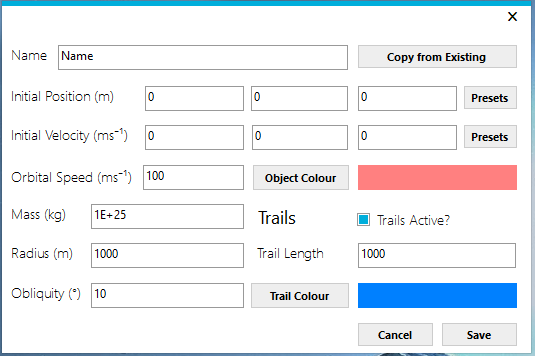 Name Name Copy from Existing
Initial Position (m) 0 0 0 Presets
Initial Velocity (ms⁻¹) 0 0 0 Presets
Orbital Speed (ms⁻¹) 100 Object Colour
Mass (kg) 1E+25 Trails Trails Active?
Radius (m) 1000 Trail Length 1000
Obliquity (°) 10 Trail Colour
Cancel Save